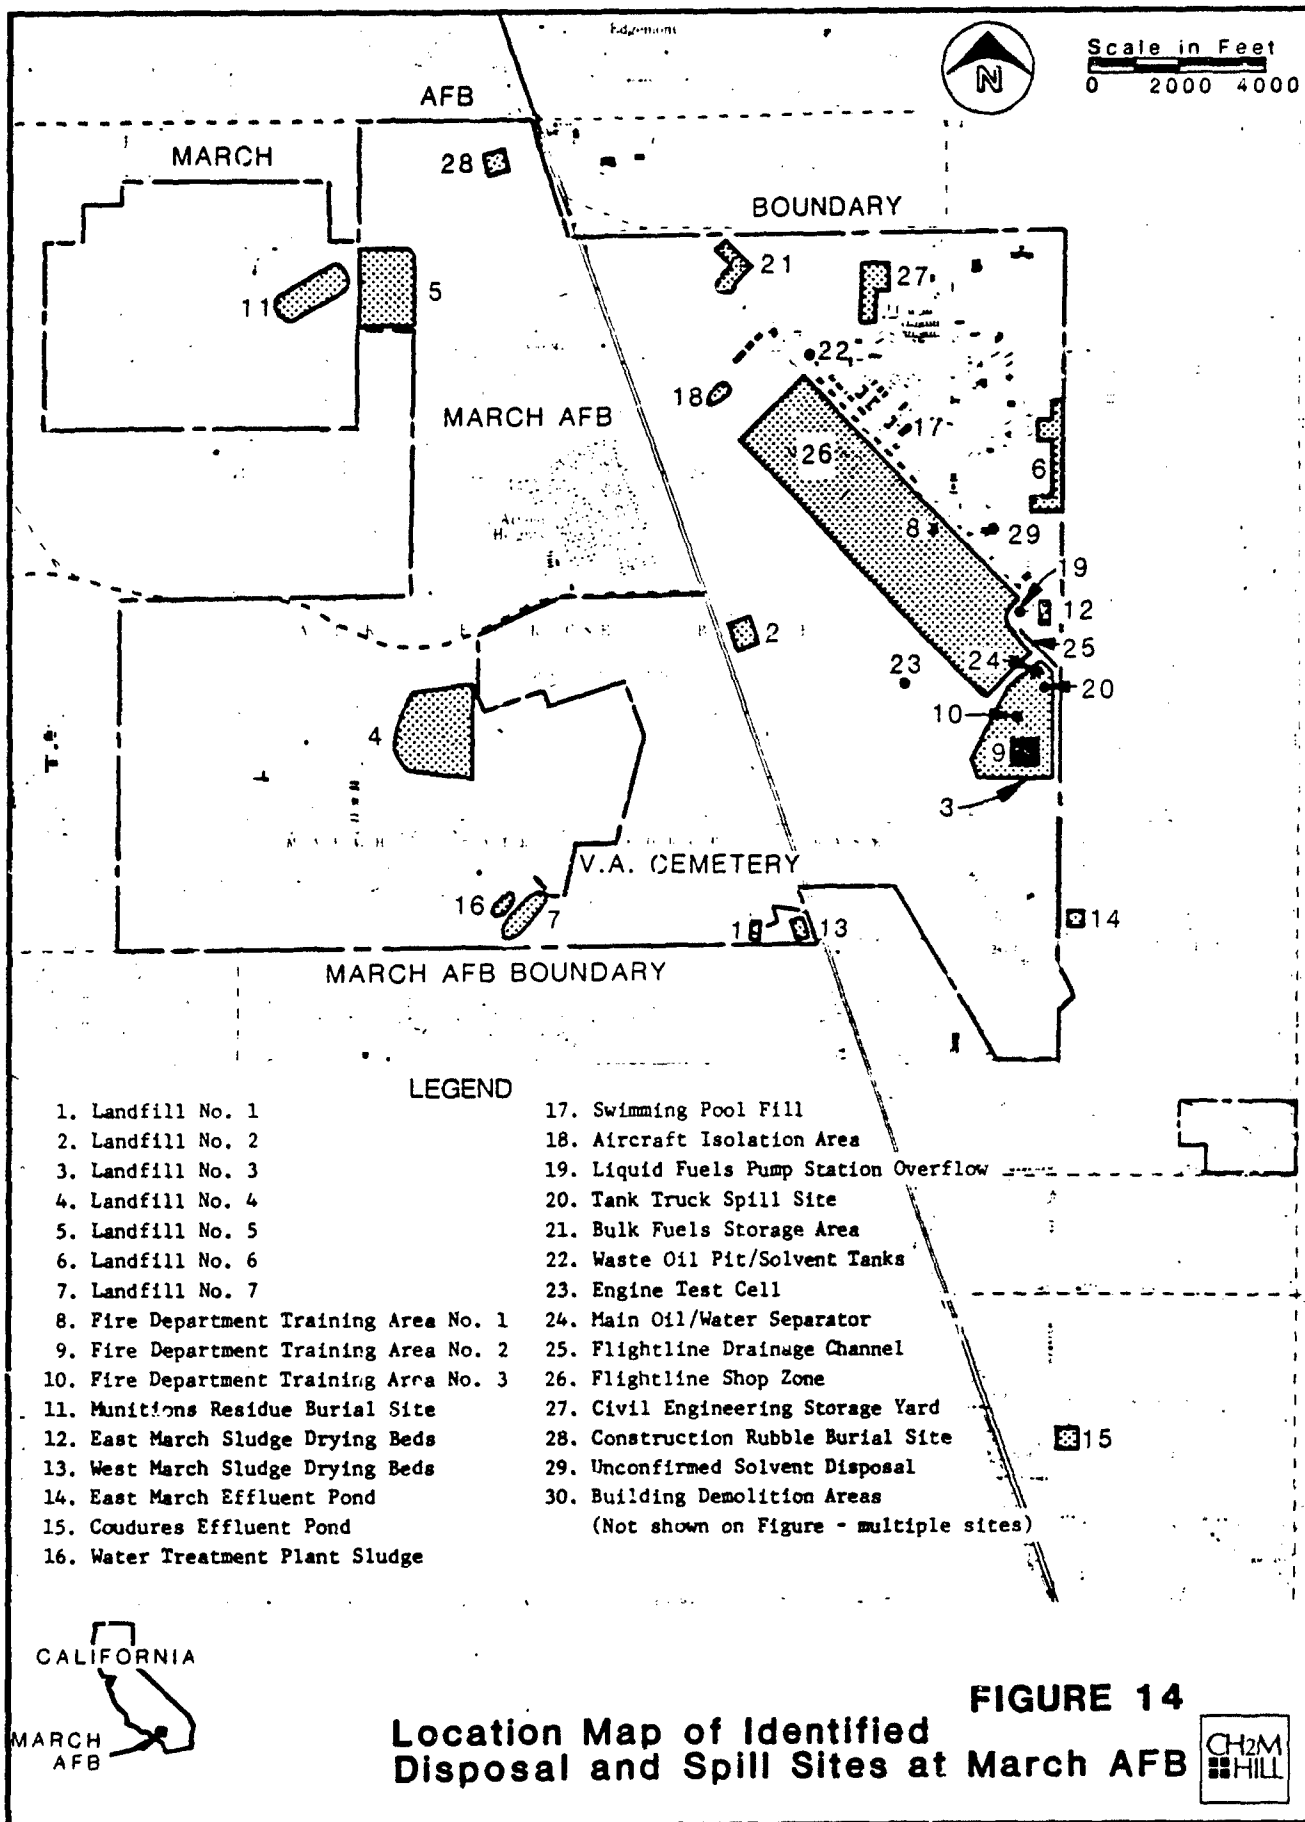 Edgemont
Scale in Feet
0 2000 4000
N
AFB
MARCH
28
BOUNDARY
21
27
11
5
22
18
MARCH AFB
17
26
6
8
29
19
12
2
25
23
24
20
4
10
9
3
V.A. CEMETERY
16
7
1
13
14
MARCH AFB BOUNDARY
LEGEND
1. Landfill No. 1
2. Landfill No. 2
3. Landfill No. 3
4. Landfill No. 4
5. Landfill No. 5
6. Landfill No. 6
7. Landfill No. 7
8. Fire Department Training Area No. 1
9. Fire Department Training Area No. 2
10. Fire Department Training Area No. 3
11. Munitions Residue Burial Site
12. East March Sludge Drying Beds
13. West March Sludge Drying Beds
14. East March Effluent Pond
15. Coudures Effluent Pond
16. Water Treatment Plant Sludge
17. Swimming Pool Fill
18. Aircraft Isolation Area
19. Liquid Fuels Pump Station Overflow
20. Tank Truck Spill Site
21. Bulk Fuels Storage Area
22. Waste Oil Pit/Solvent Tanks
23. Engine Test Cell
24. Main Oil/Water Separator
25. Flightline Drainage Channel
26. Flightline Shop Zone
27. Civil Engineering Storage Yard
28. Construction Rubble Burial Site
29. Unconfirmed Solvent Disposal
30. Building Demolition Areas
(Not shown on Figure - multiple sites)
15
CALIFORNIA
MARCH
AFB
FIGURE 14
Location Map of Identified
Disposal and Spill Sites at March AFB
CH2M
HILL